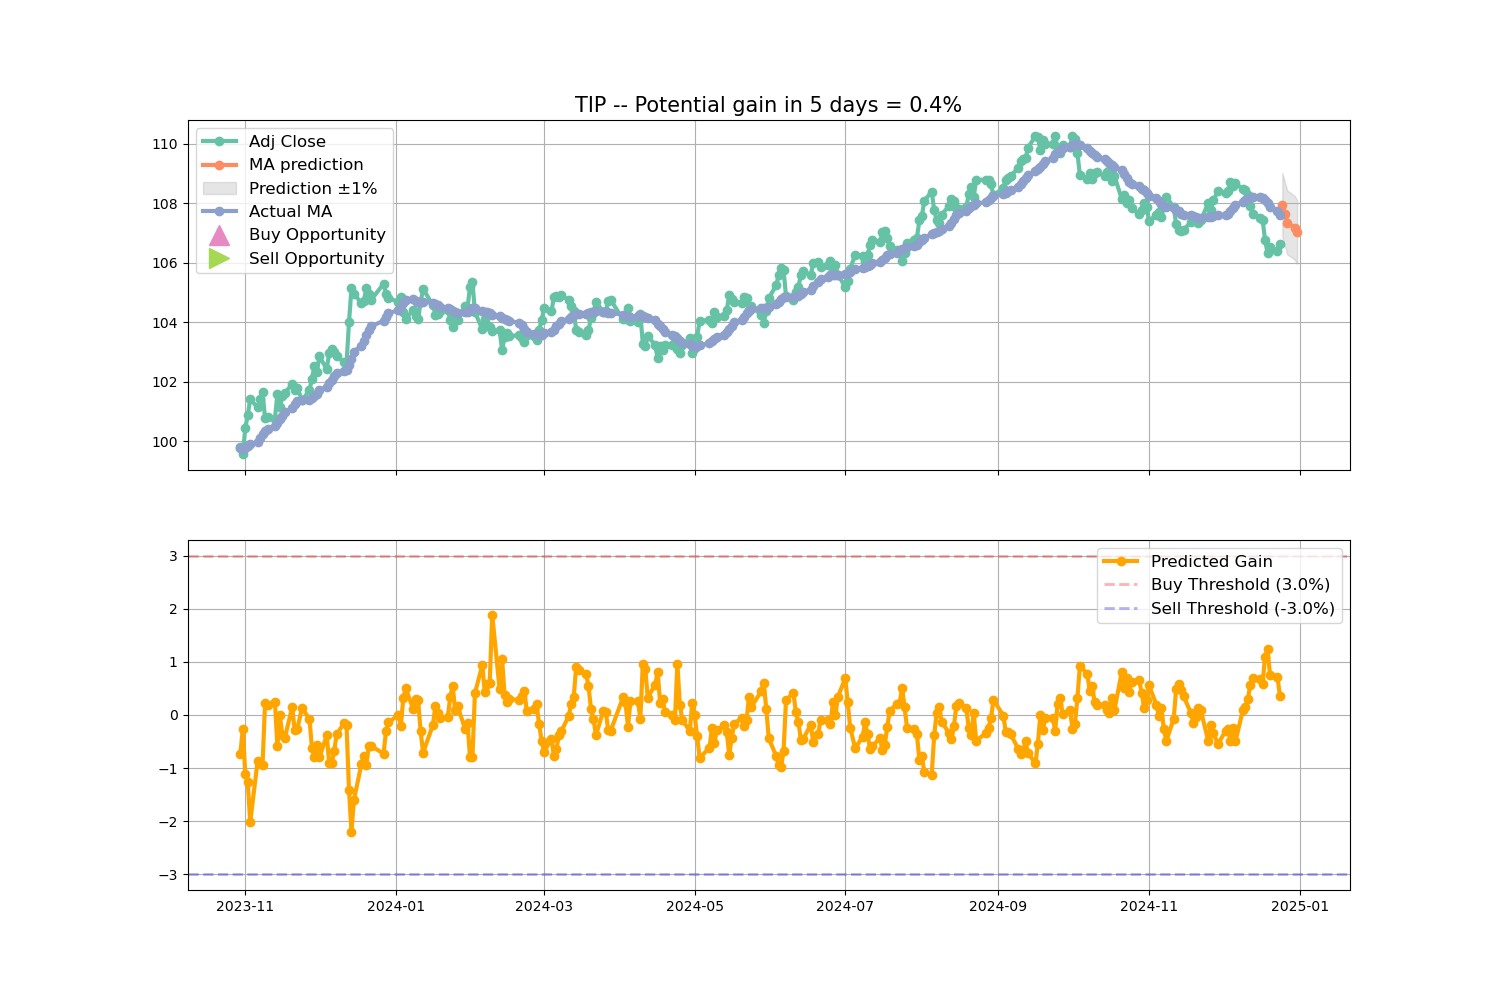 TIP -- Potential gain in 5 days = 0.4%
110
108
106
104
102
100
Adj Close
MA prediction
Prediction ±1%
Actual MA
Buy Opportunity
Sell Opportunity
3
2
1
0
−1
−2
−3
Predicted Gain
Buy Threshold (3.0%)
Sell Threshold (-3.0%)
2023-11
2024-01
2024-03
2024-05
2024-07
2024-09
2024-11
2025-01